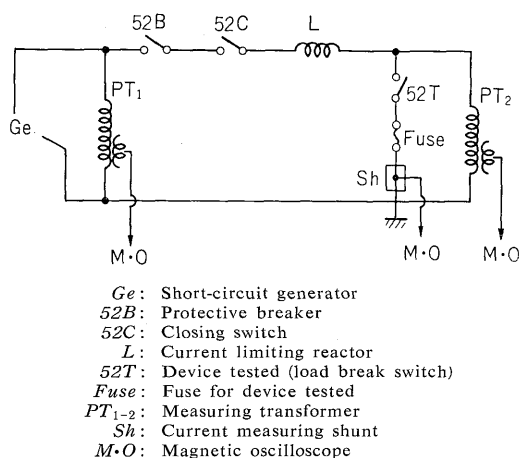 52B 52C L
PT₁
52T
PT₂
Ge
Fuse
Sh
M·O M·O M·O
Ge: Short-circuit generator
52B: Protective breaker
52C: Closing switch
L: Current limiting reactor
52T: Device tested (load break switch)
Fuse: Fuse for device tested
PT₁₋₂: Measuring transformer
Sh: Current measuring shunt
M·O: Magnetic oscilloscope